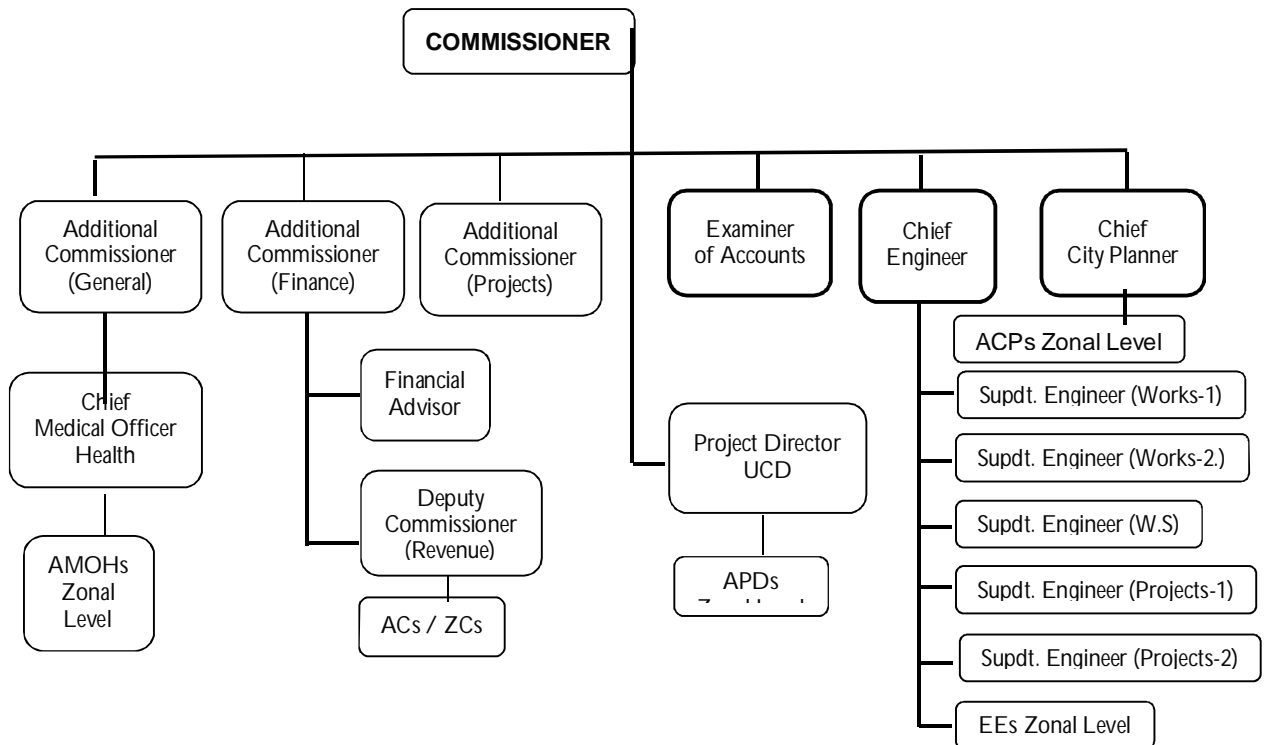 COMMISSIONER
Additional
Commissioner
(General)
Additional
Commissioner
(Finance)
Additional
Commissioner
(Projects)
Examiner
of Accounts
Chief
Engineer
Chief
City Planner
ACPs Zonal Level
Chief
Medical Officer
Health
Financial
Advisor
Supdt. Engineer (Works-1)
Project Director
UCD
Supdt. Engineer (Works-2.)
Deputy
Commissioner
(Revenue)
Supdt. Engineer (W.S)
AMOHs
Zonal
Level
APDs
Supdt. Engineer (Projects-1)
ACs / ZCs
Supdt. Engineer (Projects-2)
EEs Zonal Level